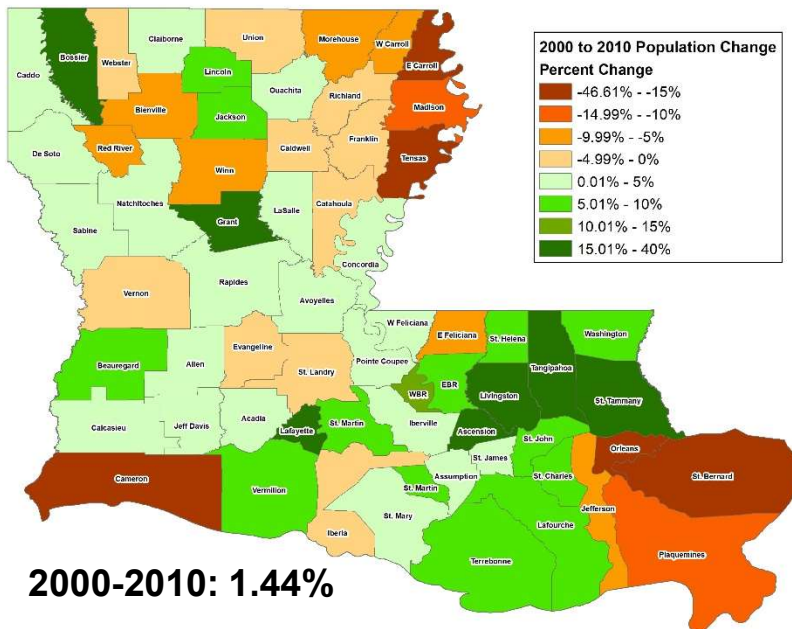 Union
Morehouse
W Carroll
Claiborne
Bossier
Webster
E Carroll
Lincoln
Caddo
Ouachita
Richland
Madison
Bienville
Jackson
Franklin
Red River
Caldwell
De Soto
Winn
Tensas
Natchitoches
Catahoula
LaSalle
Grant
Sabine
Concordia
Rapides
Vernon
Avoyelles
W Feliciana
E Feliciana
St. Helena
Washington
Evangeline
Beauregard
Allen
Pointe Coupee
Tangipahoa
St. Landry
EBR
WBR
Livingston
St. Tammany
Acadia
Calcasieu
Jeff Davis
St. Martin
Iberville
Lafayette
Ascension
St. John
Orleans
St. James
Cameron
Assumption
St. Charles
St. Bernard
Vermilion
St. Martin
Jefferson
St. Mary
Lafourche
Iberia
Plaquemines
Terrebonne
2000 to 2010 Population Change
Percent Change
-46.61% - -15%
-14.99% - -10%
-9.99% - -5%
-4.99% - 0%
0.01% - 5%
5.01% - 10%
10.01% - 15%
15.01% - 40%
2000-2010: 1.44%